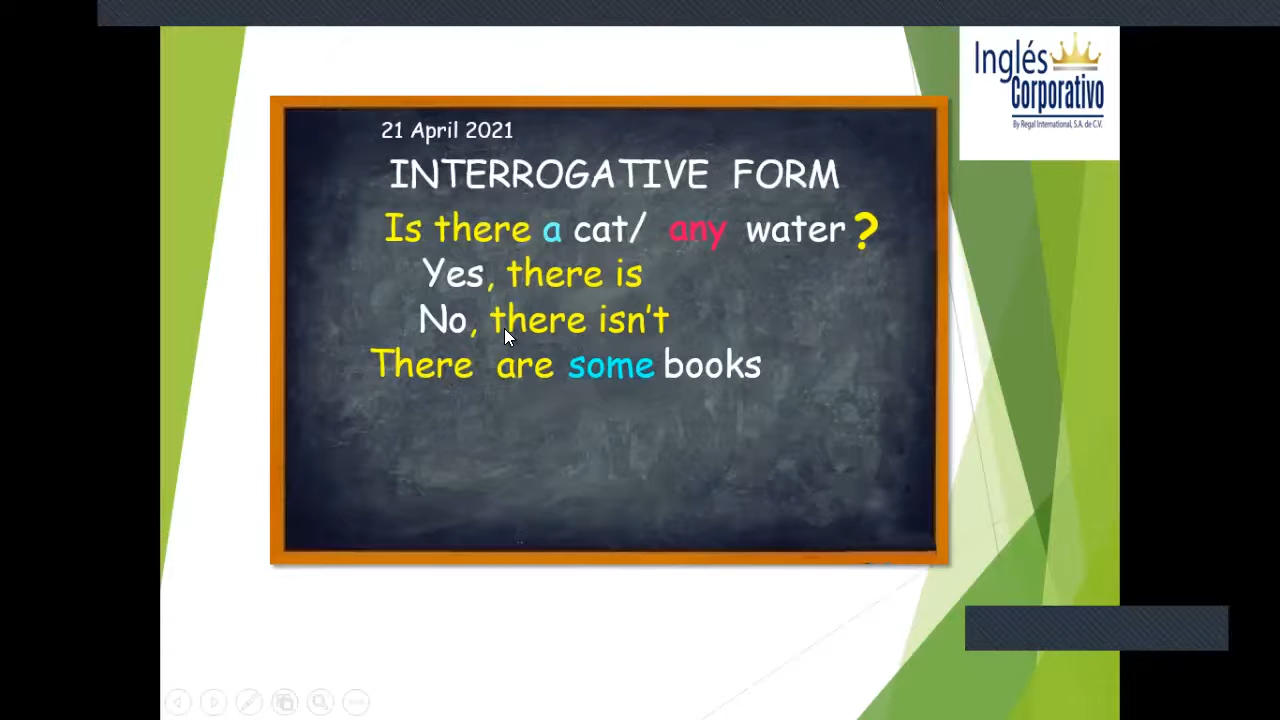 Inglés
Corporativo
By Regal International, S.A. de C.V.
21 April 2021
INTERROGATIVE FORM
Is there a cat/ any water ?
Yes, there is
No, there isn't
There are some books